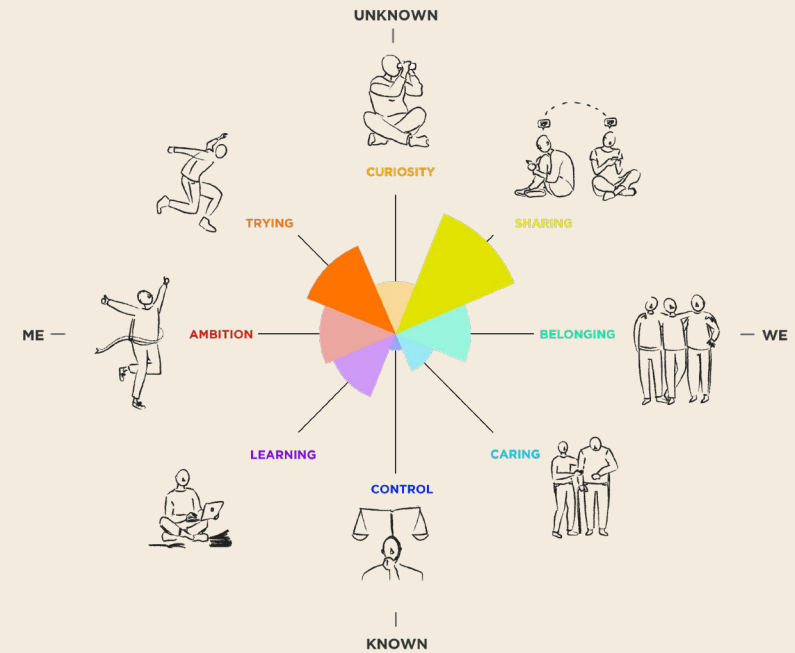 UNKNOWN
CURIOSITY
TRYING
SHARING
ME
AMBITION
BELONGING
WE
LEARNING
CARING
CONTROL
KNOWN